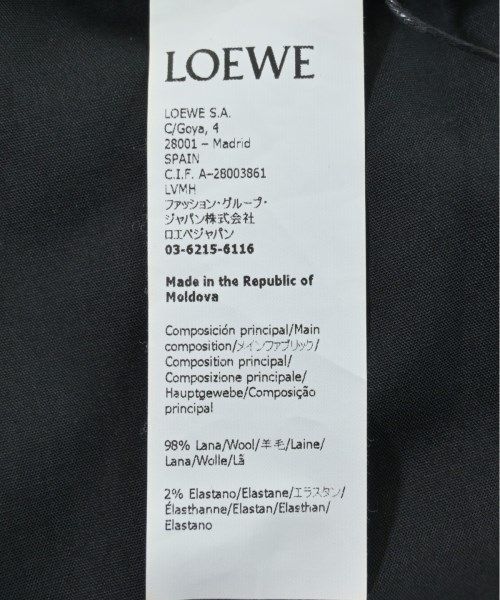 LOEWE
LOEWE S.A.
C/Goya, 4
28001 – Madrid
SPAIN
C.I.F. A-28003861
LVMH
ファッション・グループ・
ジャパン株式会社
ロエベジャパン
03-6215-6116
Made in the Republic of
Moldova
Composición principal/Main
composition/メインファブリック/
Composition principal/
Composizione principale/
Hauptgewebe/Composição
principal
98% Lana/Wool/羊毛/Laine/
Lana/Wolle/Lã
2% Elastano/Elastane/エラスタン/
Élasthanne/Elastan/Elasthan/
Elastano